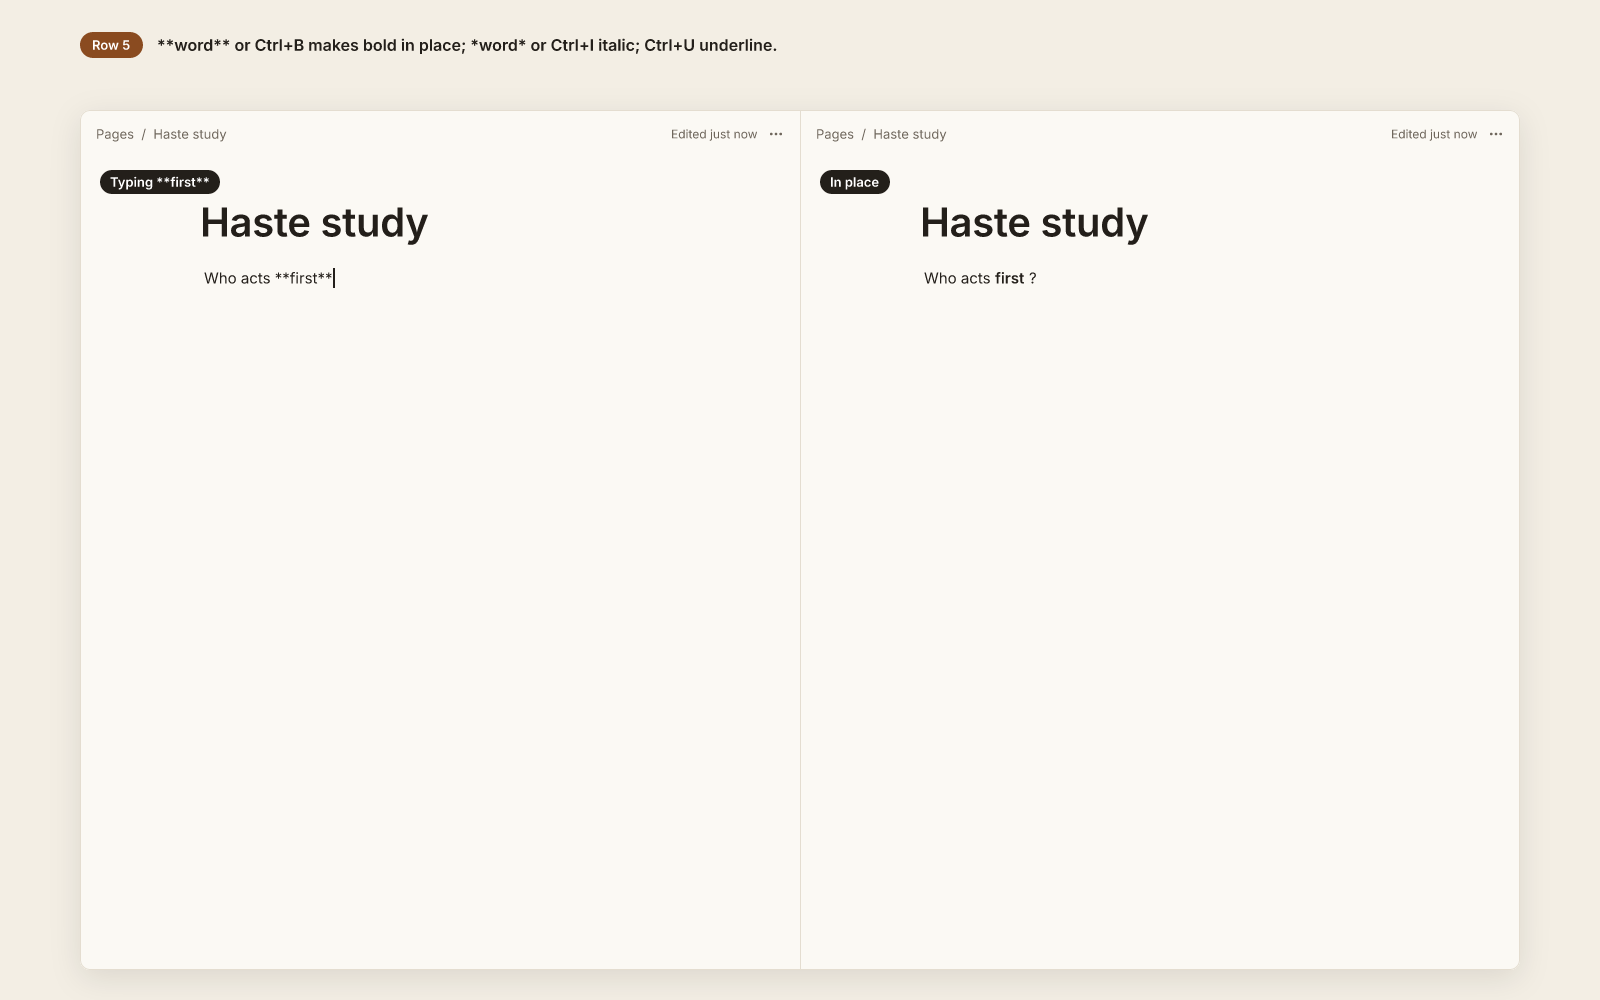 Row 5 **word** or Ctrl+B makes bold in place; *word* or Ctrl+I italic; Ctrl+U underline.
Pages / Haste study Edited just now ···
Typing **first**
Haste study
Who acts **first**
Pages / Haste study Edited just now ···
In place
Haste study
Who acts first ?